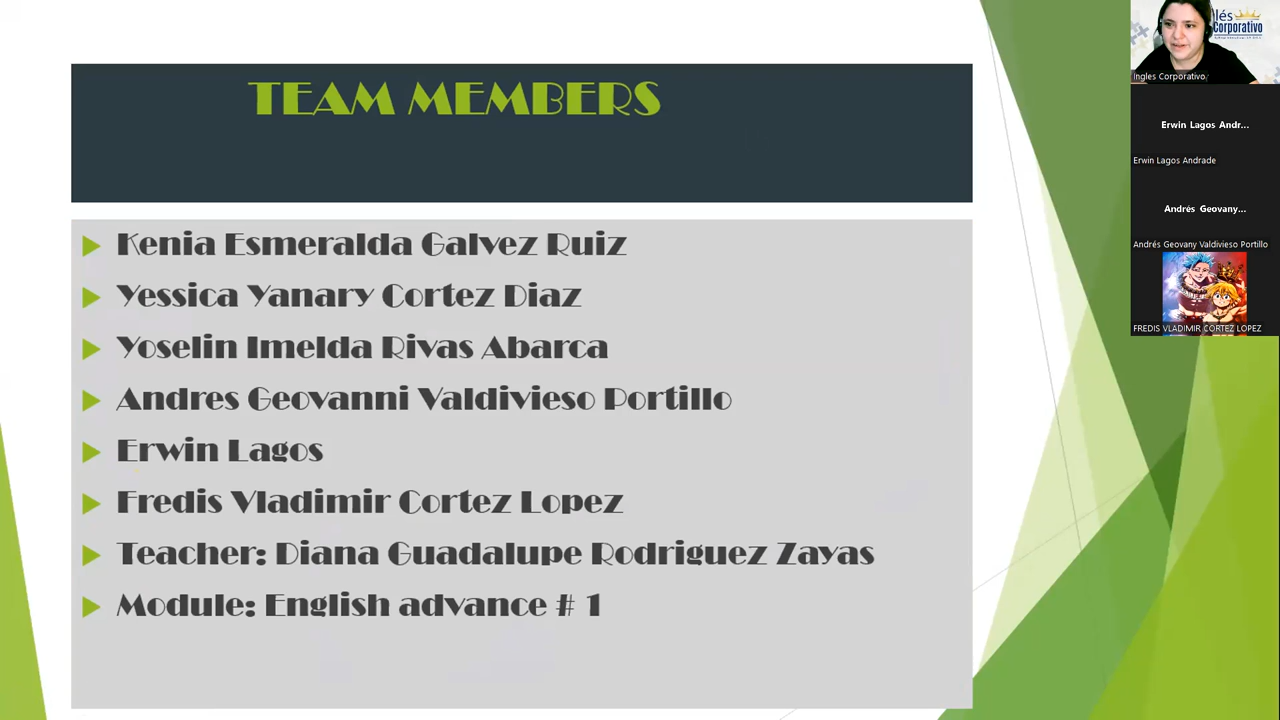 TEAM MEMBERS
Kenia Esmeralda Galvez Ruiz
Yessica Yanary Cortez Diaz
Yoselin Imelda Rivas Abarca
Andres Geovanni Valdivieso Portillo
Erwin Lagos
Fredis Vladimir Cortez Lopez
Teacher: Diana Guadalupe Rodriguez Zayas
Module: English advance # 1
lés
Corporativo
Ingles Corporativo
Erwin Lagos Andr...
Erwin Lagos Andrade
Andrés Geovany...
Andrés Geovany Valdivieso Portillo
FREDIS VLADIMIR CORTEZ LOPEZ